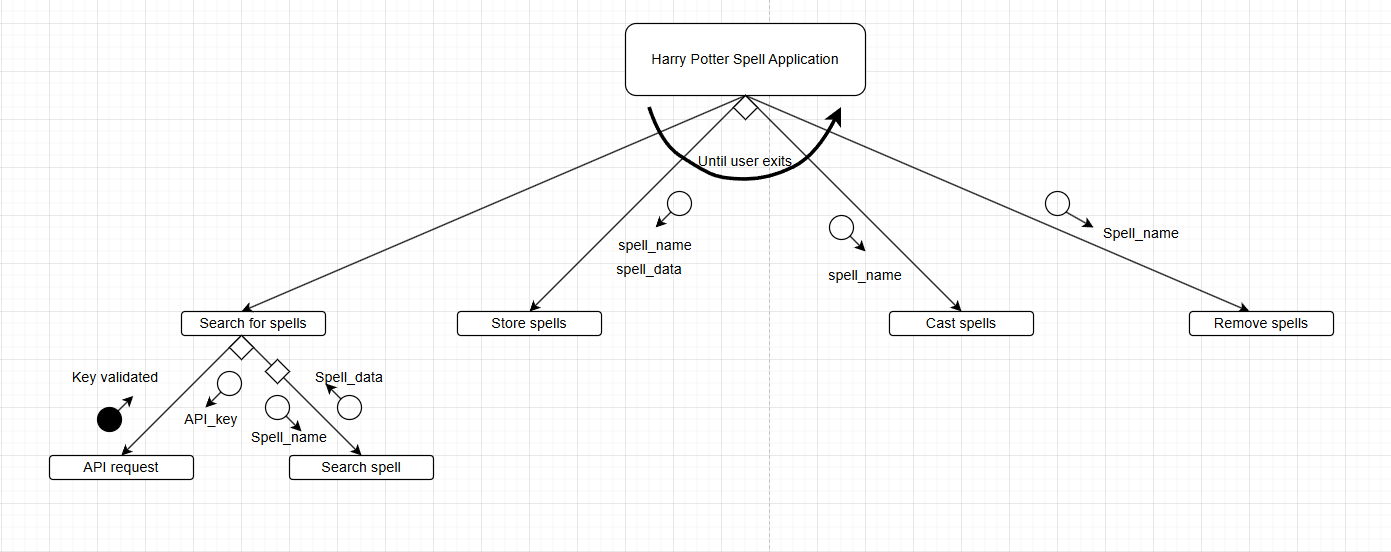 Harry Potter Spell Application
Until user exits
Spell_name
spell_name
spell_data
spell_name
Search for spells
Store spells
Cast spells
Remove spells
Key validated
Spell_data
API_key
Spell_name
API request
Search spell